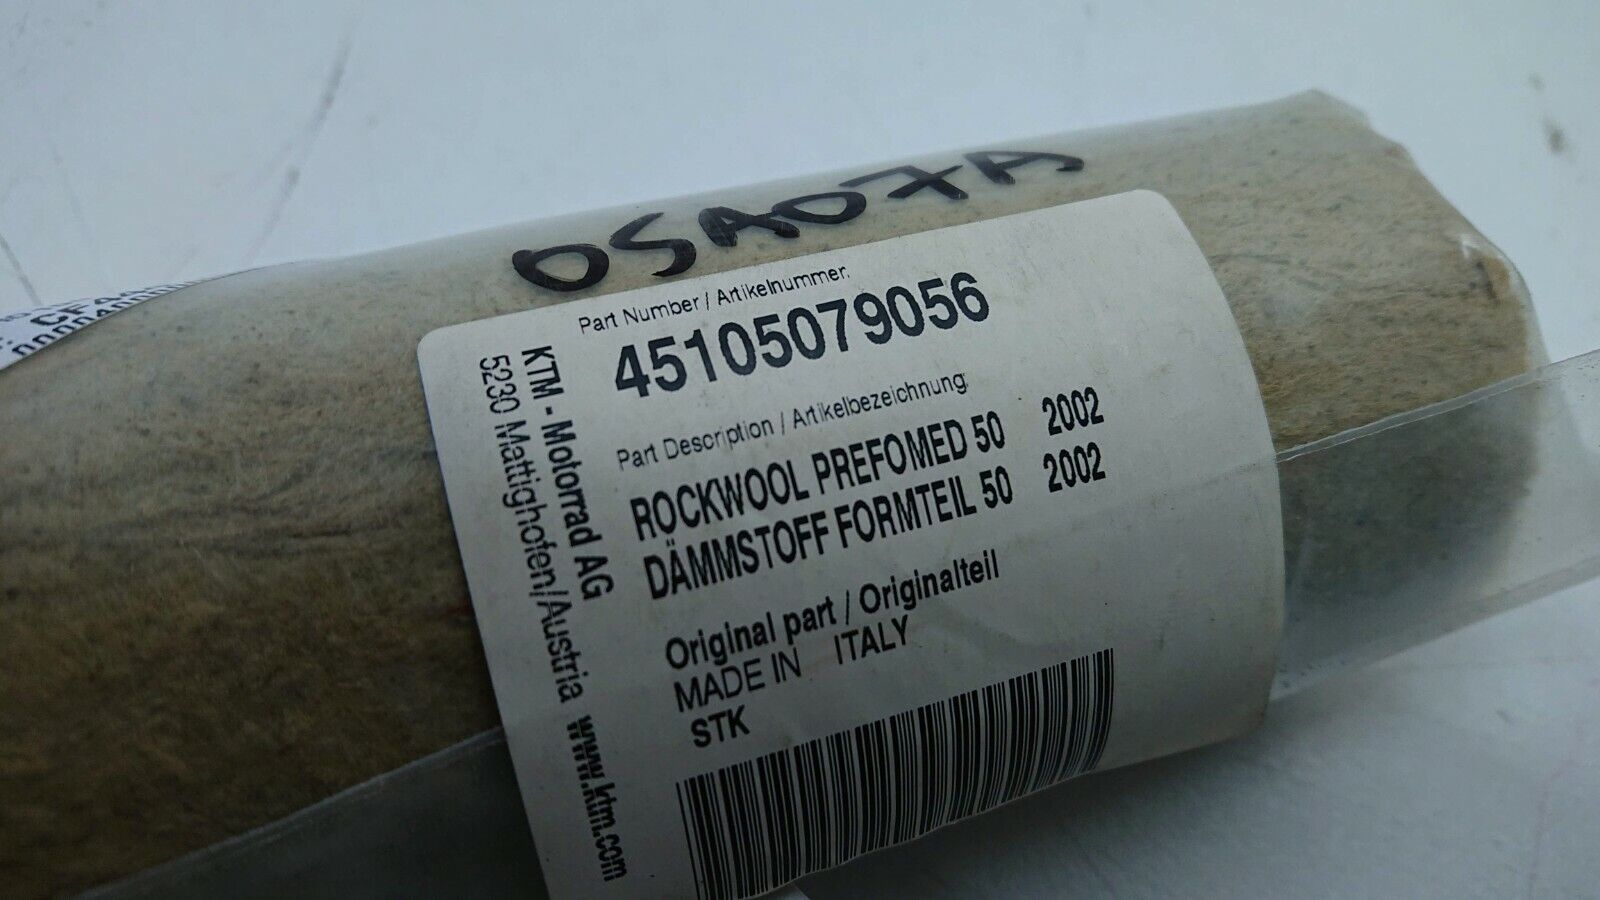 OSA07A
Part Number / Artikelnummer:
45105079056
Part Description / Artikelbezeichnung:
ROCKWOOL PREFOMED 50 2002
DÄMMSTOFF FORMTEIL 50 2002
Original part / Originalteil
MADE IN ITALY
STK
KTM - Motorrad AG
5230 Mattighofen/Austria www.ktm.com